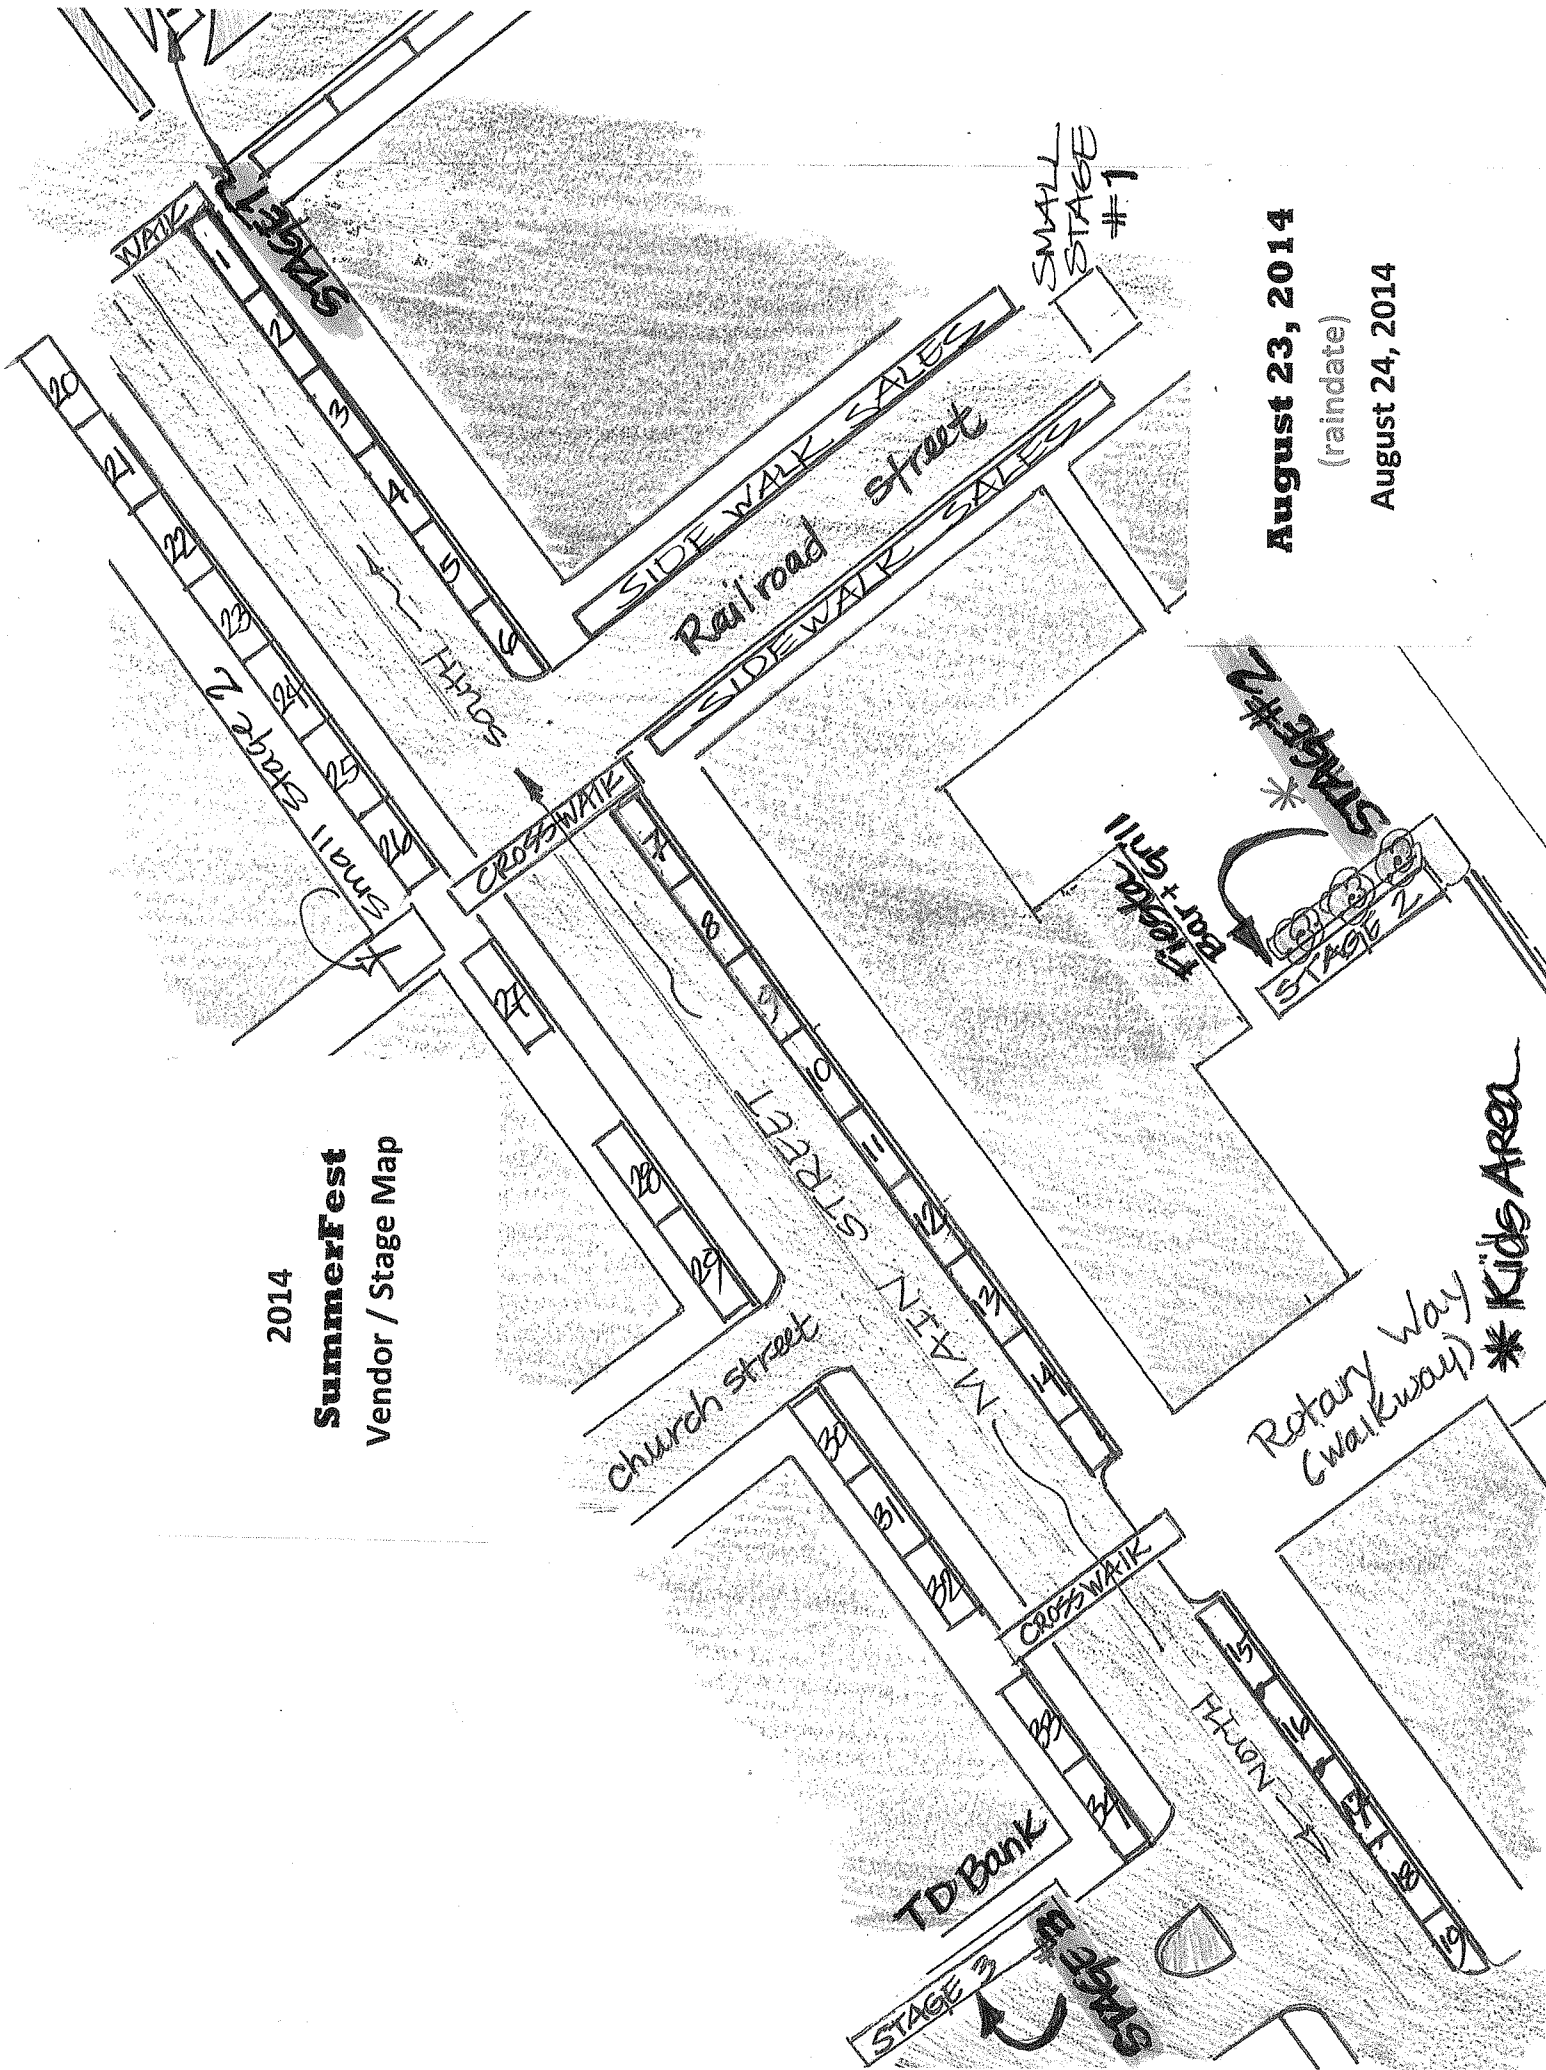 2014
SummerFest
Vendor / Stage Map
August 23, 2014
(raindate)
August 24, 2014
WALK
STAGE 1
1
2
3
4
5
6
20
21
22
23
24
25
26
Small Stage 2
SOUTH
SIDEWALK SALES
Railroad street
SIDEWALK SALES
SMALL
STAGE
#1
CROSSWALK
7
8
9
10
11
12
13
14
27
28
29
MAIN STREET
Church street
30
31
32
CROSSWALK
33
34
TD Bank
STAGE 3
STAGE #3
NORTH
15
16
17
18
19
Rotary Way
(walkway)
* Kids Area
Fiesta
Bar + Grill
STAGE 2
* STAGE #2